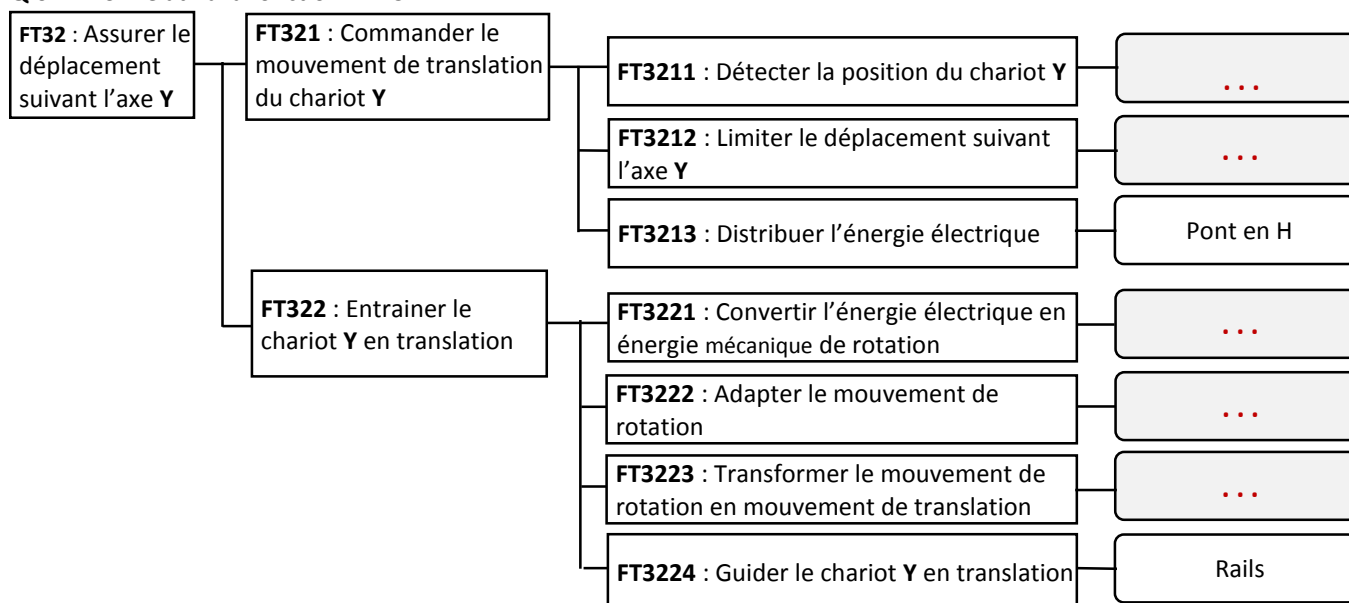 FT32 : Assurer le
déplacement
suivant l’axe Y
FT321 : Commander le
mouvement de translation
du chariot Y
FT3211 : Détecter la position du chariot Y
...
FT3212 : Limiter le déplacement suivant
l’axe Y
...
FT3213 : Distribuer l’énergie électrique
Pont en H
FT322 : Entrainer le
chariot Y en translation
FT3221 : Convertir l’énergie électrique en
énergie mécanique de rotation
...
FT3222 : Adapter le mouvement de
rotation
...
FT3223 : Transformer le mouvement de
rotation en mouvement de translation
...
FT3224 : Guider le chariot Y en translation
Rails